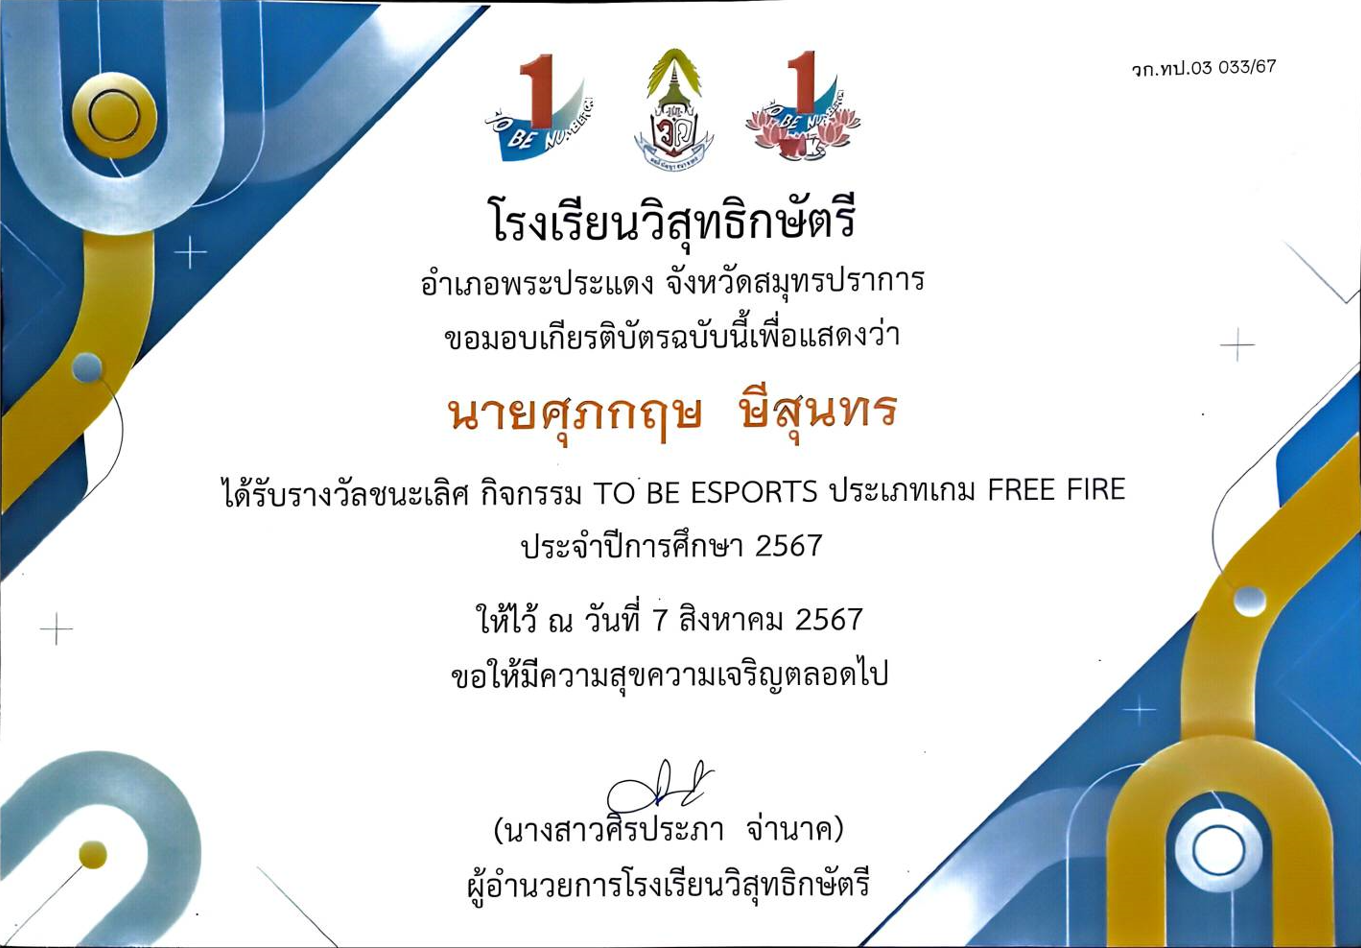 วก.ทป.03 033/67
1
TO BE NUMBER ONE
วก
1
TO BE NUMBER
โรงเรียนวิสุทธิกษัตรี
อำเภอพระประแดง จังหวัดสมุทรปราการ
ขอมอบเกียรติบัตรฉบับนี้เพื่อแสดงว่า
นายศุภกฤษ ษีสุนทร
ได้รับรางวัลชนะเลิศ กิจกรรม TO BE ESPORTS ประเภทเกม FREE FIRE
ประจำปีการศึกษา 2567
ให้ไว้ ณ วันที่ 7 สิงหาคม 2567
ขอให้มีความสุขความเจริญตลอดไป
(นางสาวศิรประภา จ่านาค)
ผู้อำนวยการโรงเรียนวิสุทธิกษัตรี